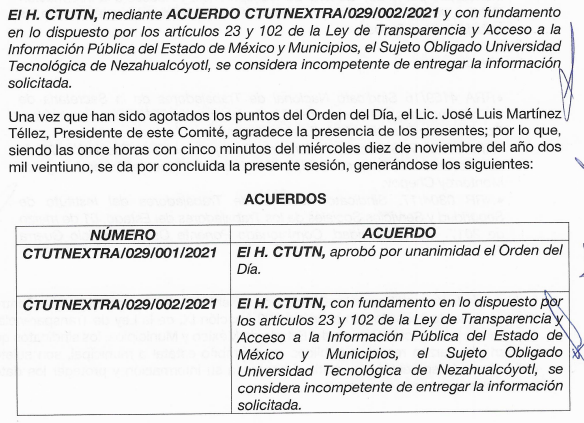 El H. CTUTN, mediante ACUERDO CTUTNEXTRA/029/002/2021 y con fundamento
en lo dispuesto por los artículos 23 y 102 de la Ley de Transparencia y Acceso a la
Información Pública del Estado de México y Municipios, el Sujeto Obligado Universidad
Tecnológica de Nezahualcóyotl, se considera incompetente de entregar la información
solicitada.
Una vez que han sido agotados los puntos del Orden del Día, el Lic. José Luis Martínez
Téllez, Presidente de este Comité, agradece la presencia de los presentes; por lo que,
siendo las once horas con cinco minutos del miércoles diez de noviembre del año dos
mil veintiuno, se da por concluida la presente sesión, generándose los siguientes:
ACUERDOS
NÚMERO ACUERDO
CTUTNEXTRA/029/001/2021 El H. CTUTN, aprobó por unanimidad el Orden del
Día.
CTUTNEXTRA/029/002/2021 El H. CTUTN, con fundamento en lo dispuesto por
los artículos 23 y 102 de la Ley de Transparencia y
Acceso a la Información Pública del Estado de
México y Municipios, el Sujeto Obligado
Universidad Tecnológica de Nezahualcóyotl, se
considera incompetente de entregar la información
solicitada.